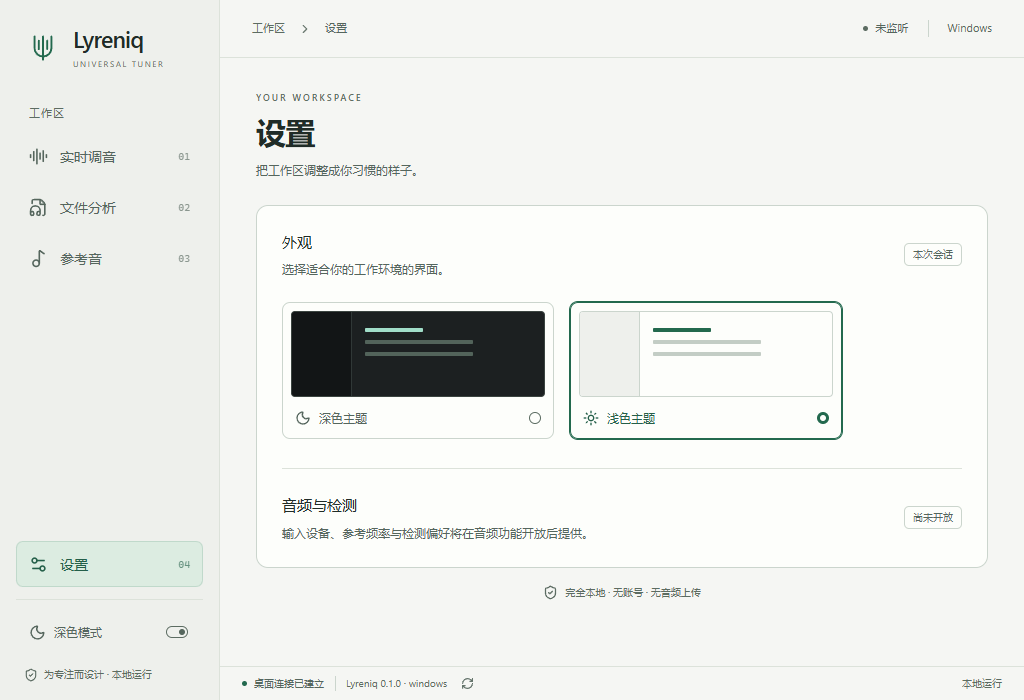 Lyreniq
UNIVERSAL TUNER
工作区
实时调音 01
文件分析 02
参考音 03
设置 04
深色模式
为专注而设计 · 本地运行
工作区 设置
未监听 Windows
YOUR WORKSPACE
设置
把工作区调整成你习惯的样子。
外观
选择适合你的工作环境的界面。
本次会话
深色主题
浅色主题
音频与检测
输入设备、参考频率与检测偏好将在音频功能开放后提供。
尚未开放
完全本地 · 无账号 · 无音频上传
桌面连接已建立 Lyreniq 0.1.0 · windows 本地运行